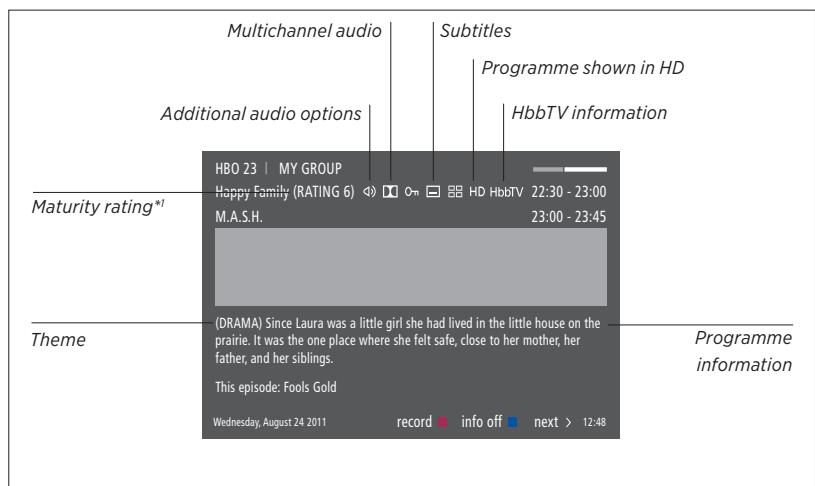 Multichannel audio
Subtitles
Programme shown in HD
Additional audio options
HbbTV information
HBO 23 | MY GROUP
Happy Family (RATING 6) HD HbbTV 22:30 - 23:00
Maturity rating*1
M.A.S.H. 23:00 - 23:45
(DRAMA) Since Laura was a little girl she had lived in the little house on the
Theme
prairie. It was the one place where she felt safe, close to her mother, her
father, and her siblings.
Programme
information
This episode: Fools Gold
Wednesday, August 24 2011 record info off next > 12:48